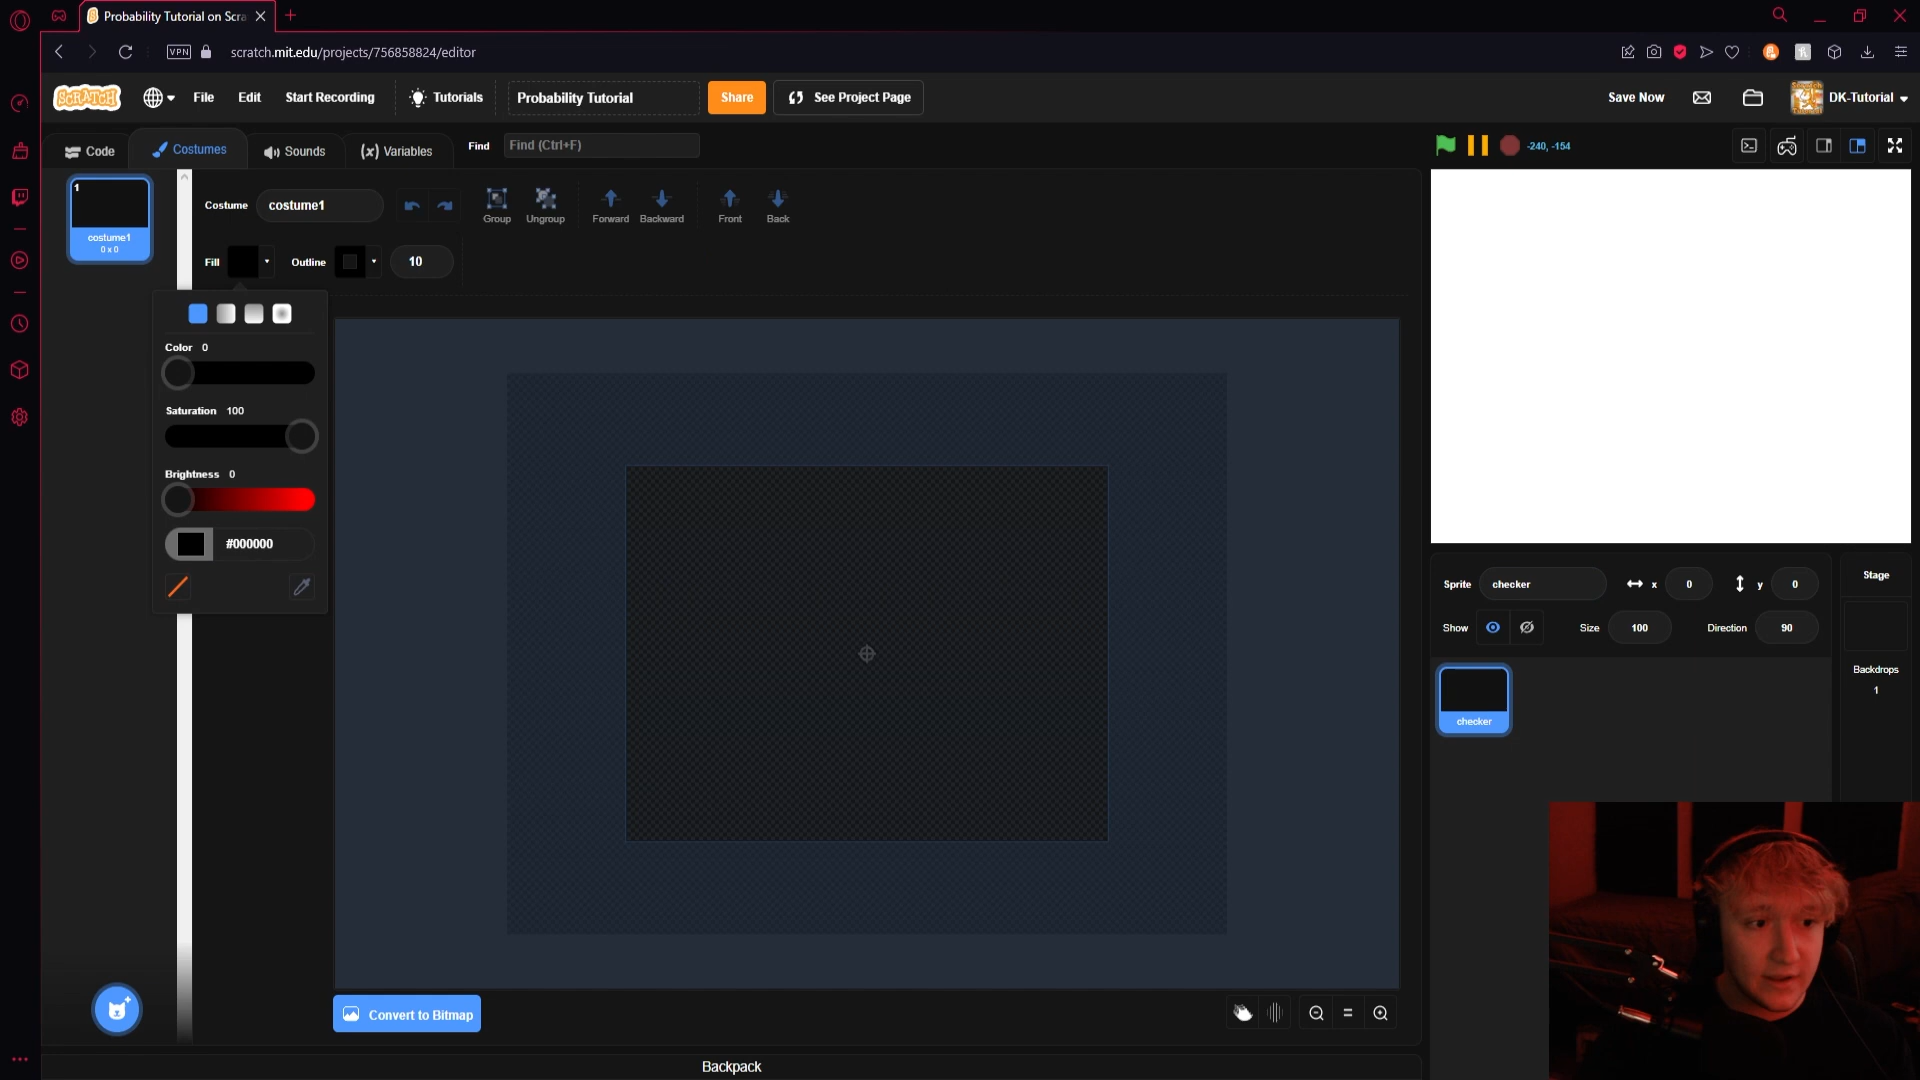 Probability Tutorial on Scra
VPN
scratch.mit.edu/projects/756858824/editor
SCRATCH
File
Edit
Start Recording
Tutorials
Probability Tutorial
Share
See Project Page
Save Now
DK-Tutorial
Code
Costumes
Sounds
(x) Variables
Find
Find (Ctrl+F)
-240, -154
1
costume1
0 x 0
Costume
costume1
Group
Ungroup
Forward
Backward
Front
Back
Fill
Outline
10
Color 0
Saturation 100
Brightness 0
#000000
Convert to Bitmap
Backpack
Sprite
checker
x
0
y
0
Show
Size
100
Direction
90
checker
Stage
Backdrops
1